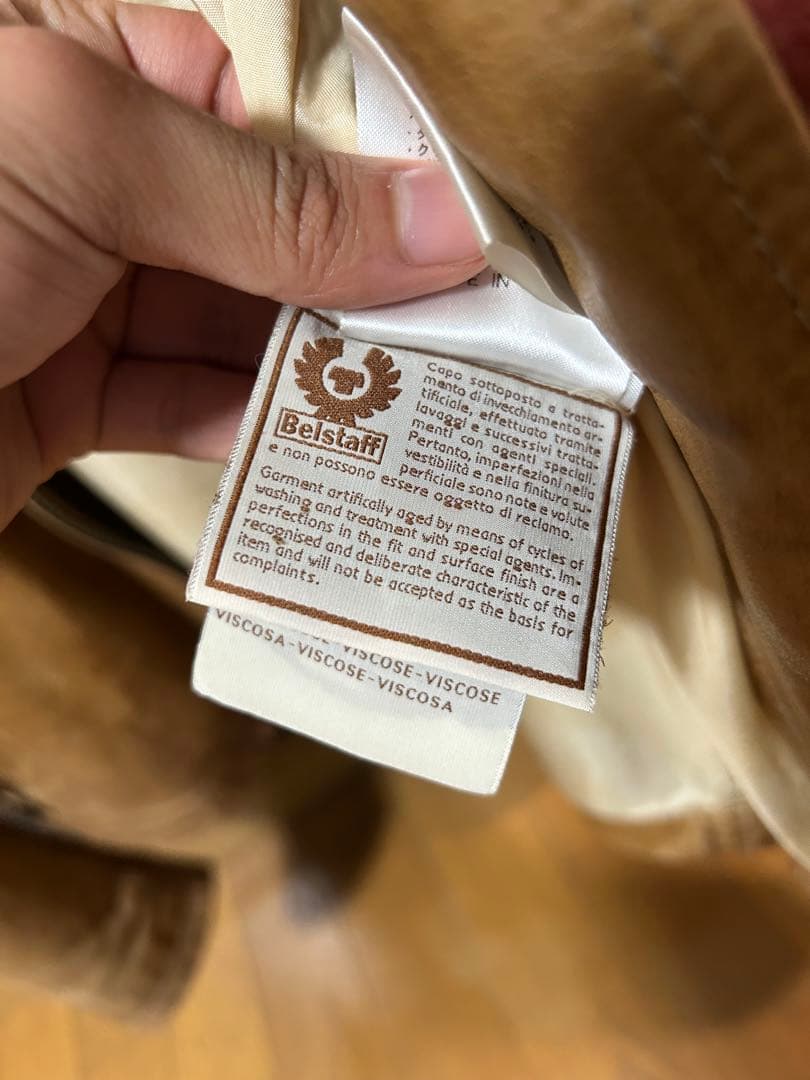 E IN
Belstaff
Capo sottoposto a tratta-
mento di invecchiamento ar-
tificiale, effettuato tramite
lavaggi e successivi tratta-
menti con agenti speciali.
Pertanto, imperfezioni nella
vestibilità e nella finitura su-
perficiale sono note e volute
e non possono essere oggetto di reclamo.
Garment artifically aged by means of cycles of
washing and treatment with special agents. Im-
perfections in the fit and surface finish are a
recognised and deliberate characteristic of the
item and will not be accepted as the basis for
complaints.
SE-VISCOSE-VISCOSE
VISCOSA-VISCOSE-VISCOSA